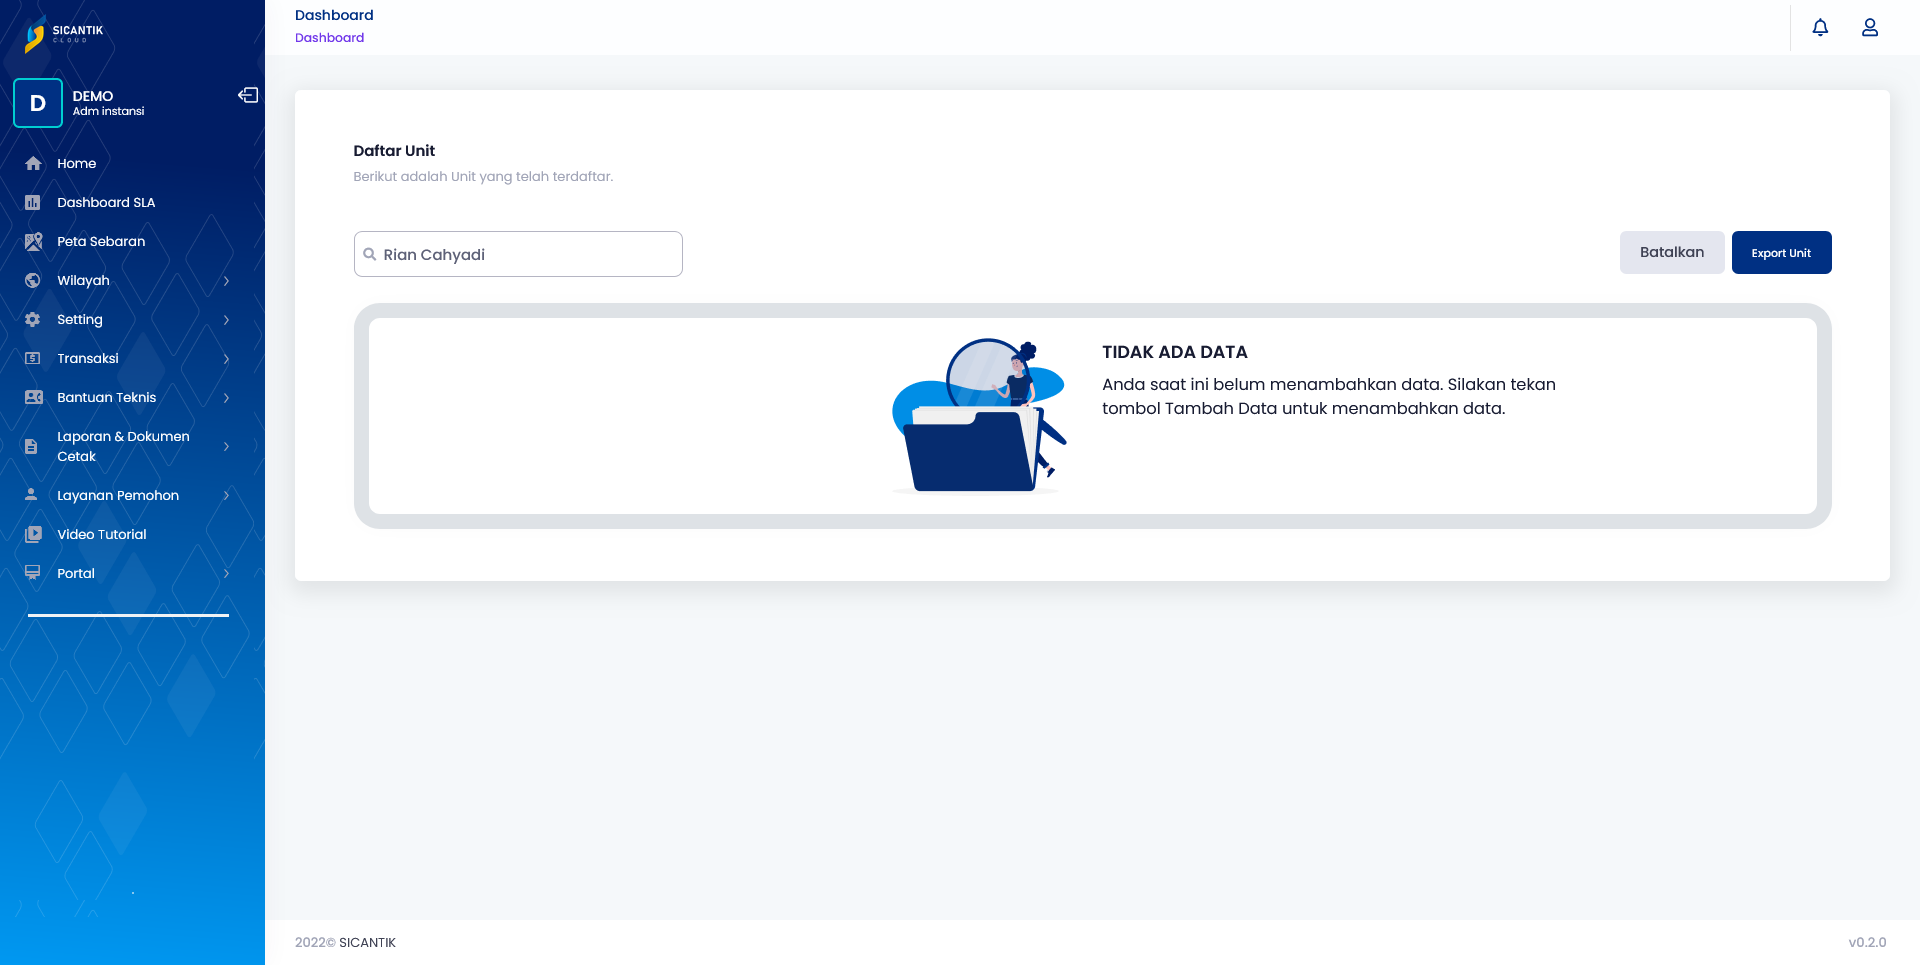 SICANTIK
CLOUD
D
DEMO
Adm instansi
Home
Dashboard SLA
Peta Sebaran
Wilayah
Setting
Transaksi
Bantuan Teknis
Laporan & Dokumen
Cetak
Layanan Pemohon
Video Tutorial
Portal
Dashboard
Dashboard
Daftar Unit
Berikut adalah Unit yang telah terdaftar.
Rian Cahyadi
Batalkan
Export Unit
TIDAK ADA DATA
Anda saat ini belum menambahkan data. Silakan tekan
tombol Tambah Data untuk menambahkan data.
2022© SICANTIK
v0.2.0